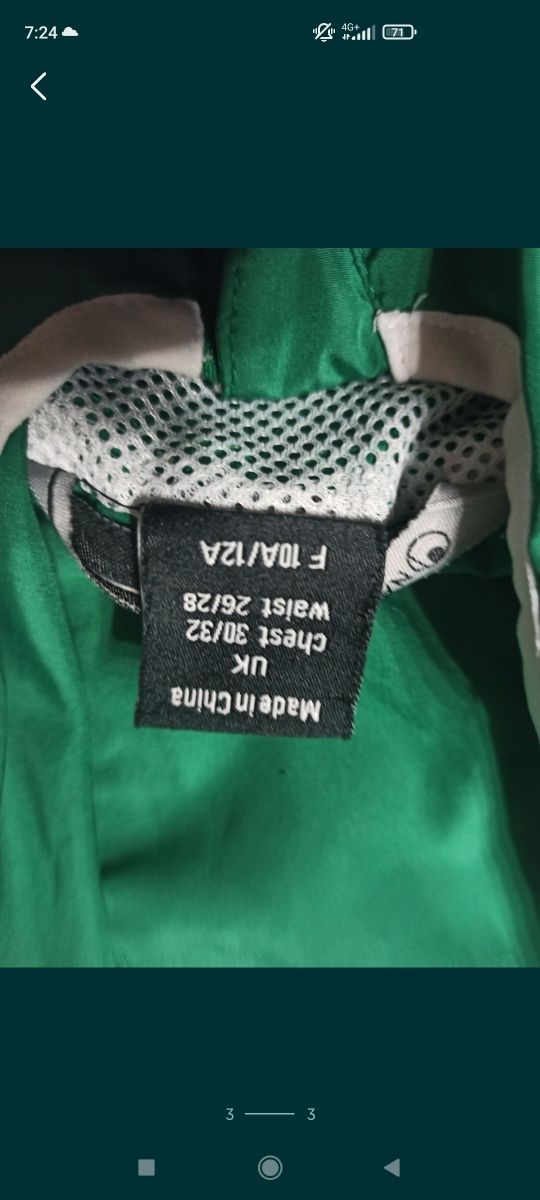 7:24
4G+
71
F 10A/12A
Waist 26/28
Chest 30/32
UK
Made in China
3
3